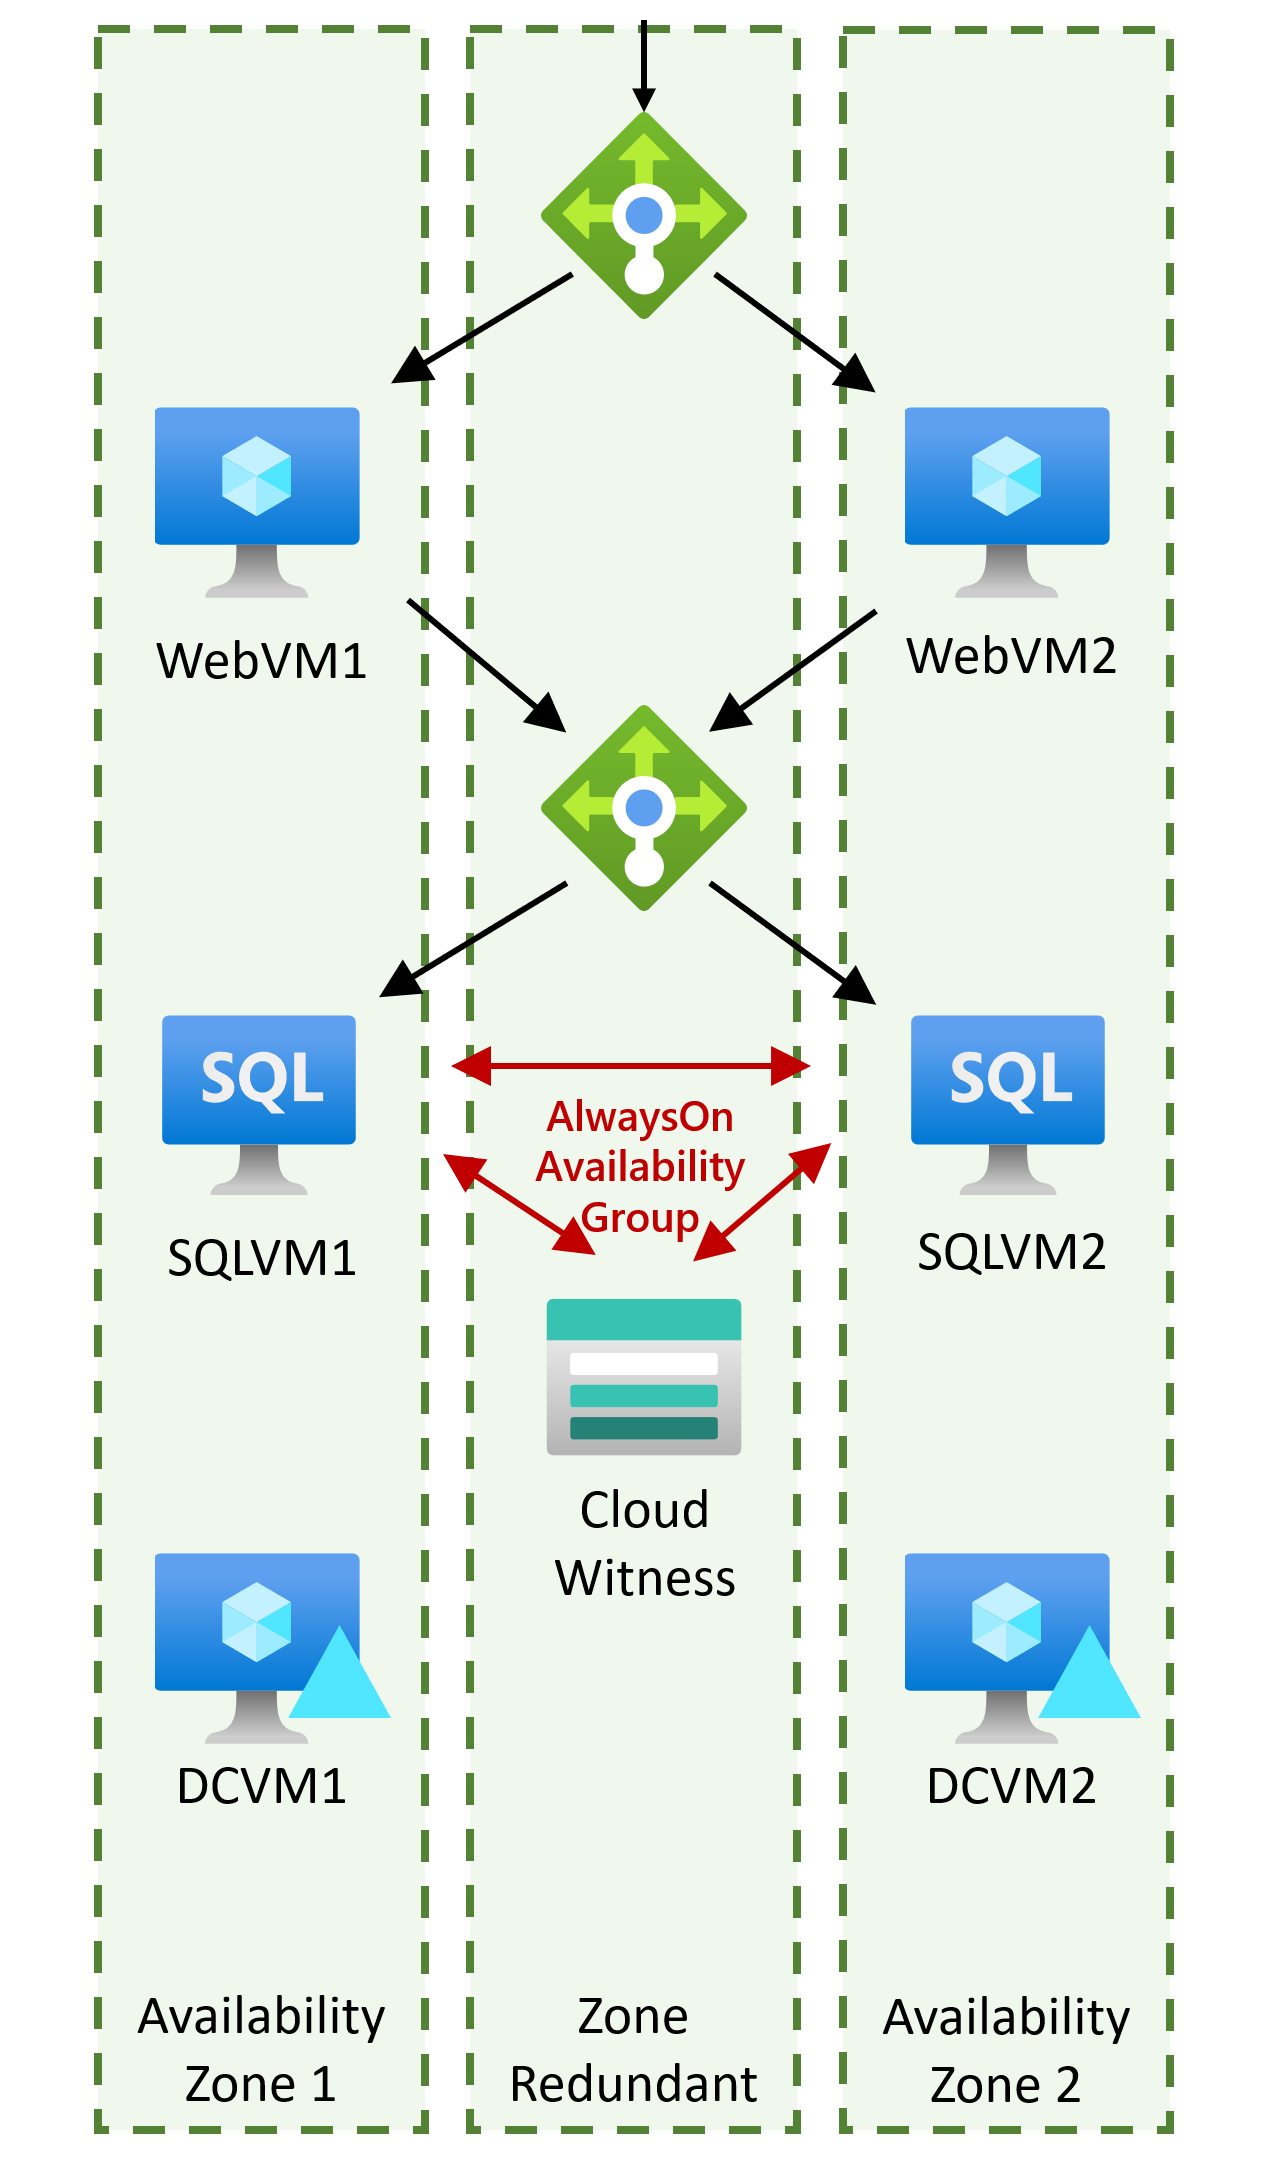 WebVM1
WebVM2
SQL
SQL
AlwaysOn
Availability
Group
SQLVM1
SQLVM2
Cloud
Witness
DCVM1
DCVM2
Availability
Zone 1
Zone
Redundant
Availability
Zone 2